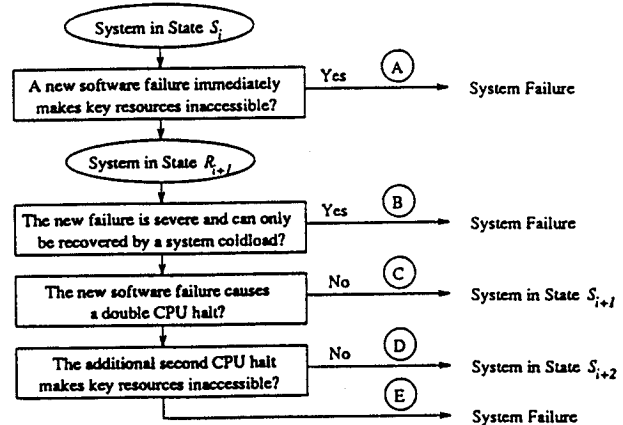 System in State S_i
A new software failure immediately
makes key resources inaccessible?
Yes
A
System Failure
System in State R_{i+1}
The new failure is severe and can only
be recovered by a system coldload?
Yes
B
System Failure
The new software failure causes
a double CPU halt?
No
C
System in State S_{i+1}
The additional second CPU halt
makes key resources inaccessible?
No
D
System in State S_{i+2}
E
System Failure